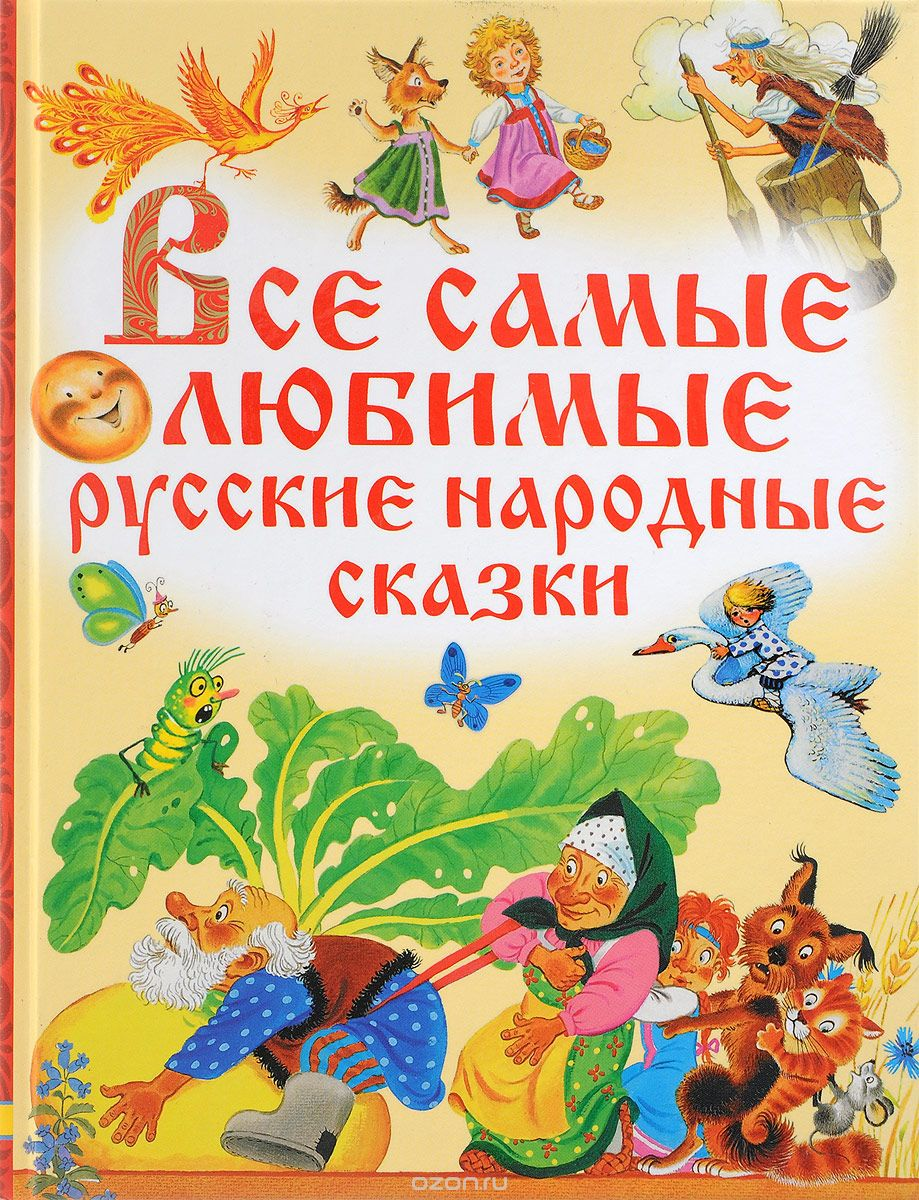 Все самые
любимые
русские народные
сказки
ozon.ru